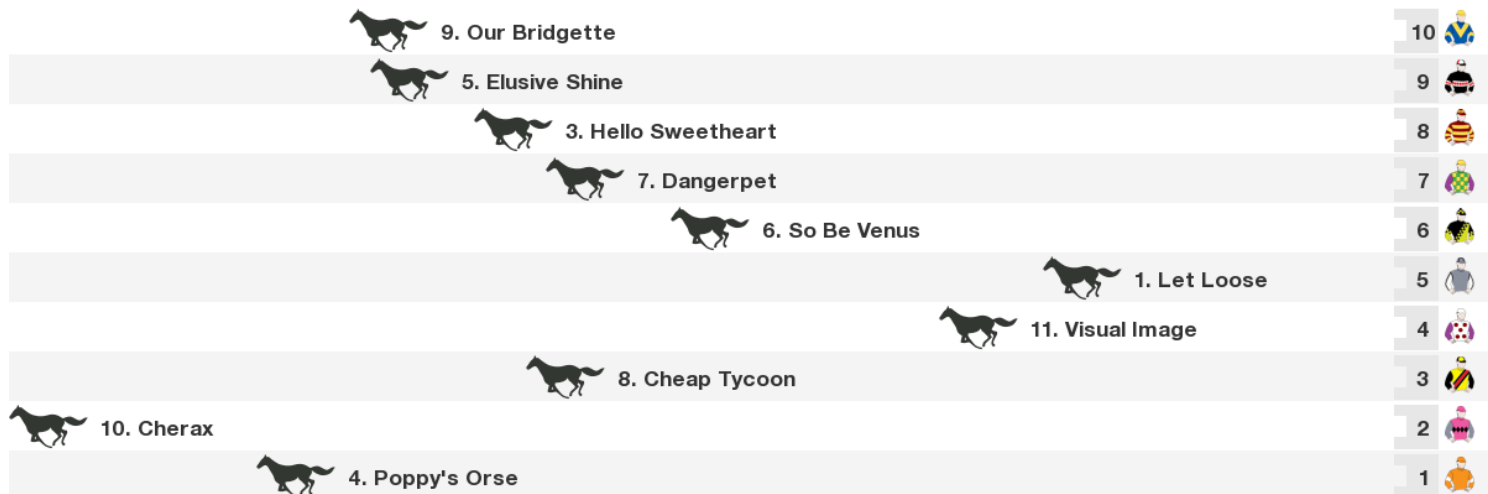 9. Our Bridgette 10
5. Elusive Shine 9
3. Hello Sweetheart 8
7. Dangerpet 7
6. So Be Venus 6
1. Let Loose 5
11. Visual Image 4
8. Cheap Tycoon 3
10. Cherax 2
4. Poppy's Orse 1